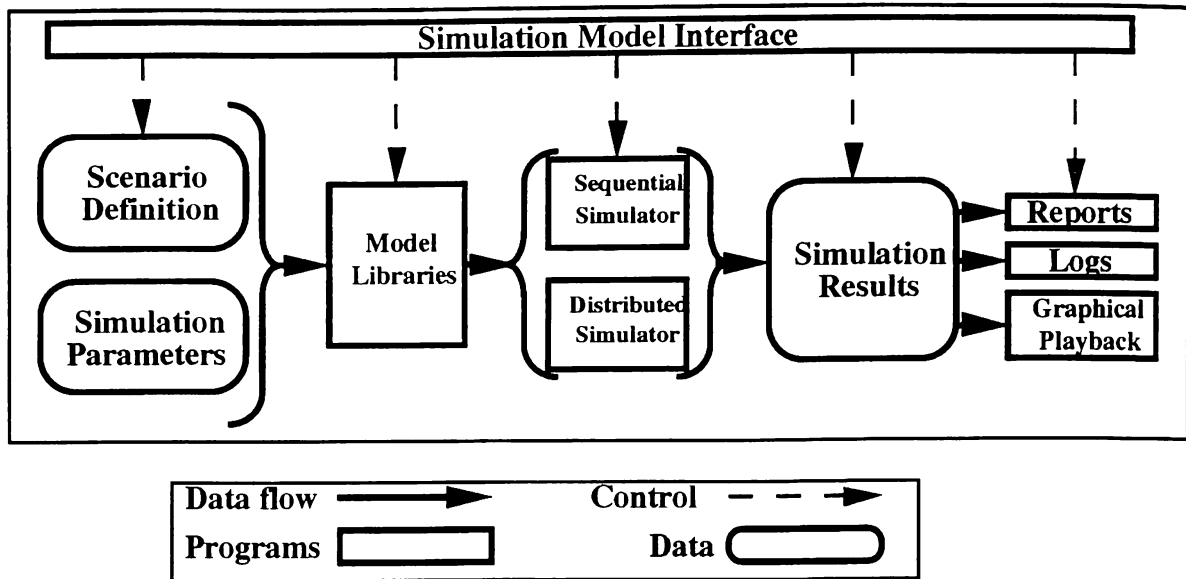 Simulation Model Interface
Scenario
Definition
Simulation
Parameters
Model
Libraries
Sequential
Simulator
Distributed
Simulator
Simulation
Results
Reports
Logs
Graphical
Playback
Data flow
Control
Programs
Data